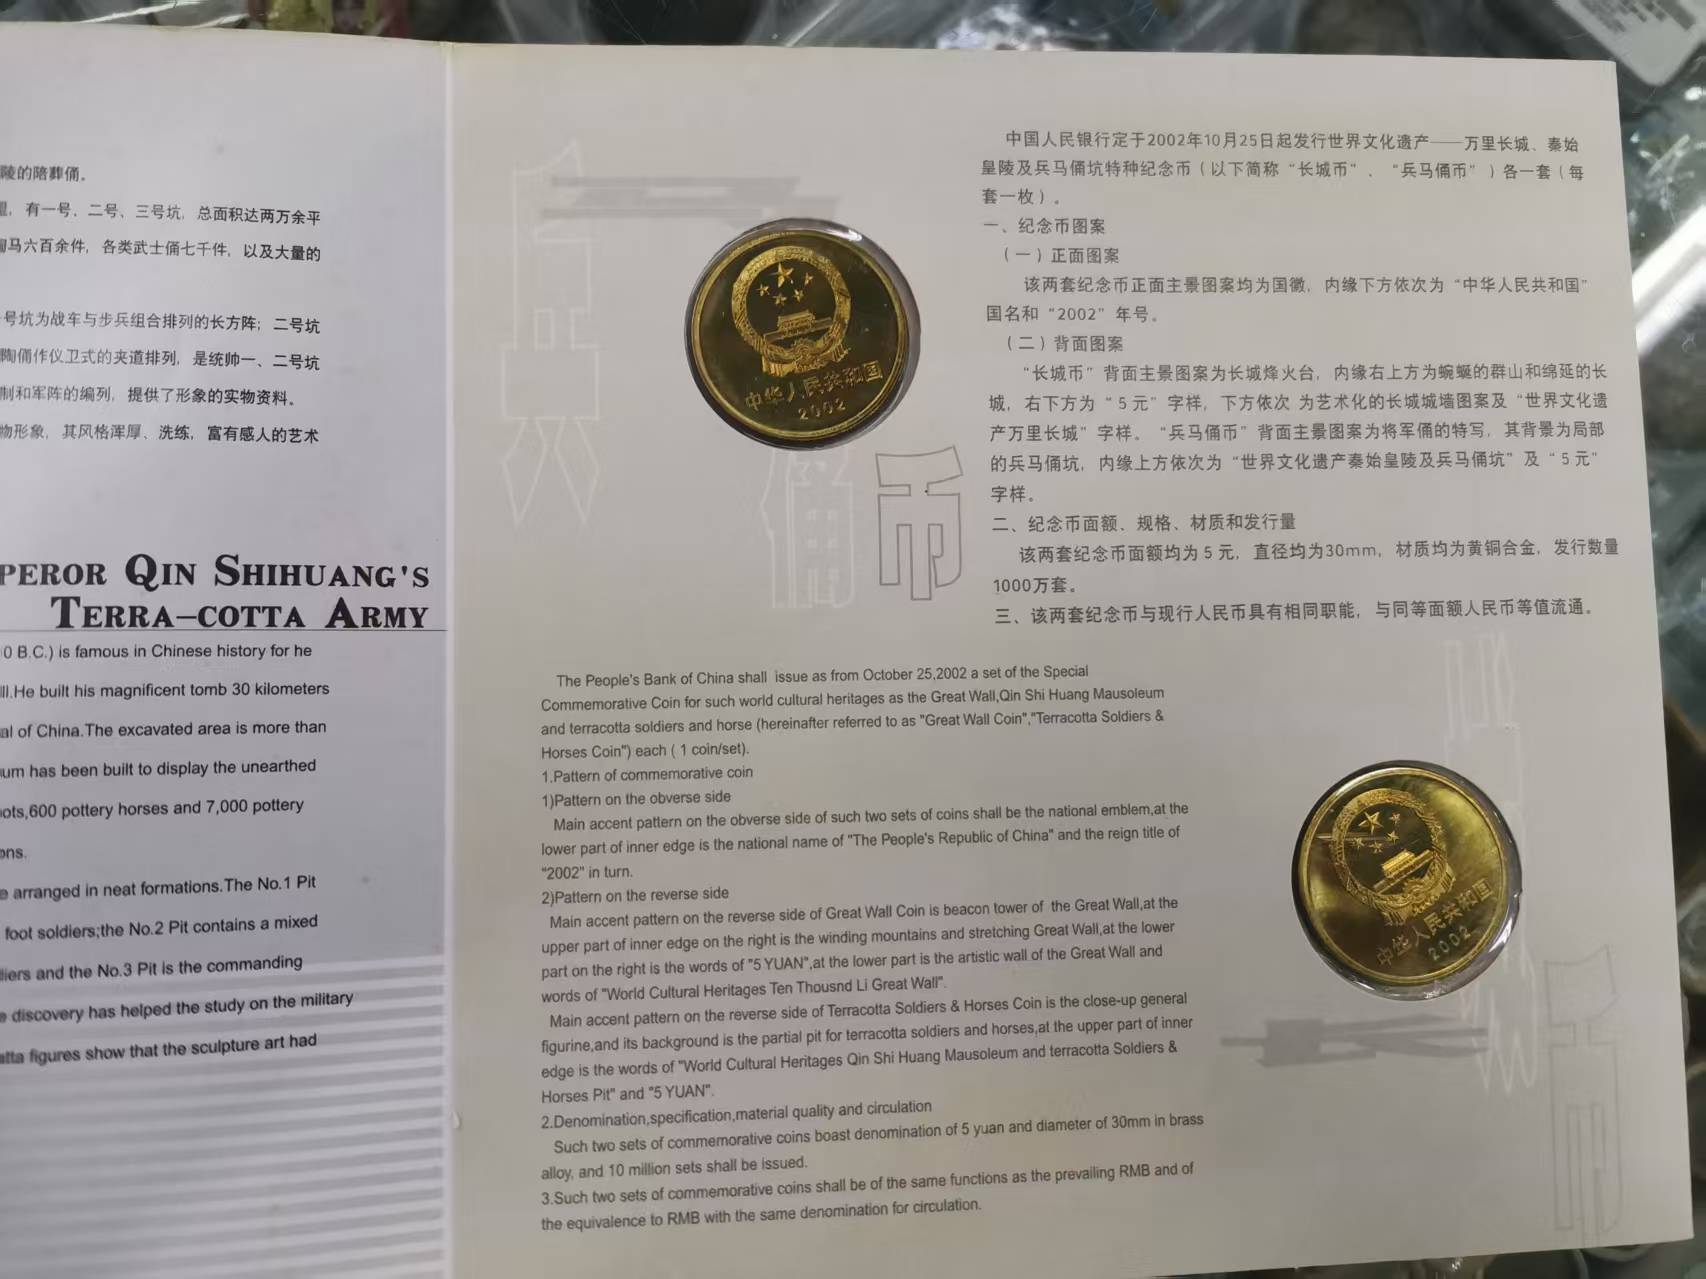 陵的陪葬俑。
，有一号、二号、三号坑，总面积达两万余平
马六百余件，各类武士俑七千件，以及大量的
号坑为战车与步兵组合排列的长方阵；二号坑
陶俑作仪卫式的夹道排列，是统帅一、二号坑
制和军阵的编列，提供了形象的实物资料。
物形象，其风格浑厚、洗练，富有感人的艺术
PEROR QIN SHIHUANG'S
TERRA-COTTA ARMY
0 B.C.) is famous in Chinese history for he
ll.He built his magnificent tomb 30 kilometers
al of China.The excavated area is more than
um has been built to display the unearthed
ots,600 pottery horses and 7,000 pottery
ons.
e arranged in neat formations.The No.1 Pit
foot soldiers;the No.2 Pit contains a mixed
diers and the No.3 Pit is the commanding
e discovery has helped the study on the military
atta figures show that the sculpture art had
中华人民共和国
2002
俑
币
中国人民银行定于2002年10月25日起发行世界文化遗产——万里长城、秦始
皇陵及兵马俑坑特种纪念币（以下简称“长城币”、“兵马俑币”）各一套（每
套一枚）。
一、纪念币图案
（一）正面图案
该两套纪念币正面主景图案均为国徽，内缘下方依次为“中华人民共和国”
国名和“2002”年号。
（二）背面图案
“长城币”背面主景图案为长城烽火台，内缘右上方为蜿蜒的群山和绵延的长
城，右下方为“5元”字样，下方依次 为艺术化的长城城墙图案及“世界文化遗
产万里长城”字样。“兵马俑币”背面主景图案为将军俑的特写，其背景为局部
的兵马俑坑，内缘上方依次为“世界文化遗产秦始皇陵及兵马俑坑”及“5元”
字样。
二、纪念币面额、规格、材质和发行量
该两套纪念币面额均为5元，直径均为30mm，材质均为黄铜合金，发行数量
1000万套。
三、该两套纪念币与现行人民币具有相同职能，与同等面额人民币等值流通。
The People's Bank of China shall issue as from October 25,2002 a set of the Special
Commemorative Coin for such world cultural heritages as the Great Wall,Qin Shi Huang Mausoleum
and terracotta soldiers and horse (hereinafter referred to as "Great Wall Coin","Terracotta Soldiers &
Horses Coin") each ( 1 coin/set).
1.Pattern of commemorative coin
1)Pattern on the obverse side
Main accent pattern on the obverse side of such two sets of coins shall be the national emblem,at the
lower part of inner edge is the national name of "The People's Republic of China" and the reign title of
"2002" in turn.
2)Pattern on the reverse side
Main accent pattern on the reverse side of Great Wall Coin is beacon tower of the Great Wall,at the
upper part of inner edge on the right is the winding mountains and stretching Great Wall,at the lower
part on the right is the words of "5 YUAN",at the lower part is the artistic wall of the Great Wall and
words of "World Cultural Heritages Ten Thousnd Li Great Wall".
Main accent pattern on the reverse side of Terracotta Soldiers & Horses Coin is the close-up general
figurine,and its background is the partial pit for terracotta soldiers and horses,at the upper part of inner
edge is the words of "World Cultural Heritages Qin Shi Huang Mausoleum and terracotta Soldiers &
Horses Pit" and "5 YUAN".
2.Denomination,specification,material quality and circulation
Such two sets of commemorative coins boast denomination of 5 yuan and diameter of 30mm in brass
alloy, and 10 million sets shall be issued.
3.Such two sets of commemorative coins shall be of the same functions as the prevailing RMB and of
the equivalence to RMB with the same denomination for circulation.
中华人民共和国
2002
币